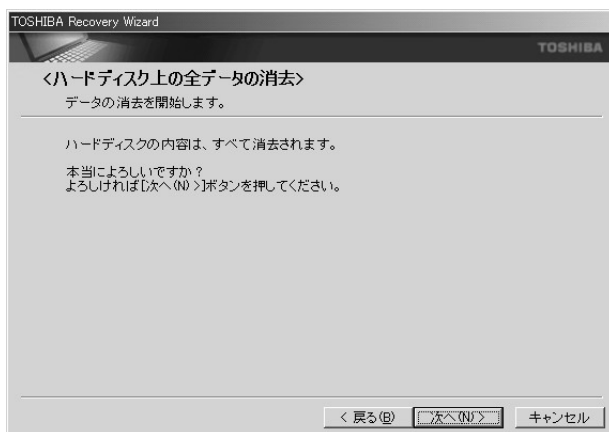 TOSHIBA Recovery Wizard
TOSHIBA
<ハードディスク上の全データの消去>
データの消去を開始します。
ハードディスクの内容は、すべて消去されます。
本当によろしいですか?
よろしければ[次へ(N)>]ボタンを押してください。
< 戻る(B) 次へ(N) > キャンセル